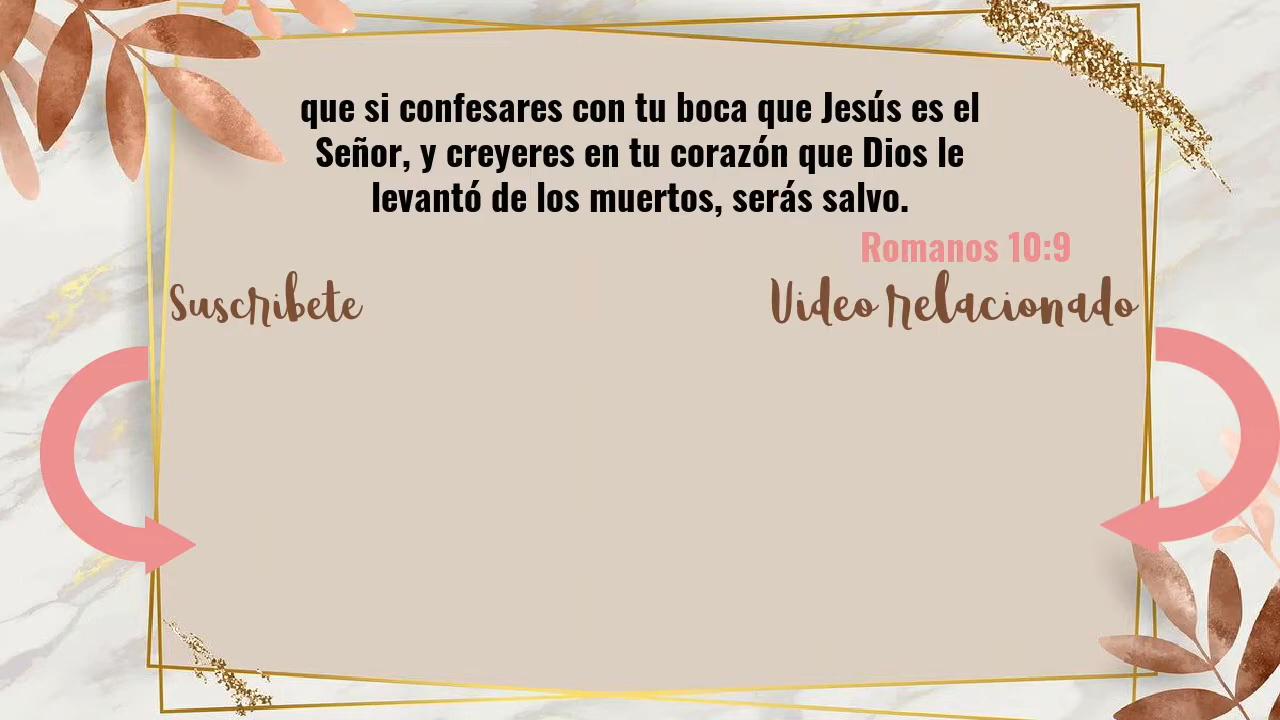 que si confesares con tu boca que Jesús es el
Señor, y creyeres en tu corazón que Dios le
levantó de los muertos, serás salvo.
Romanos 10:9
Suscribete
Video relacionado